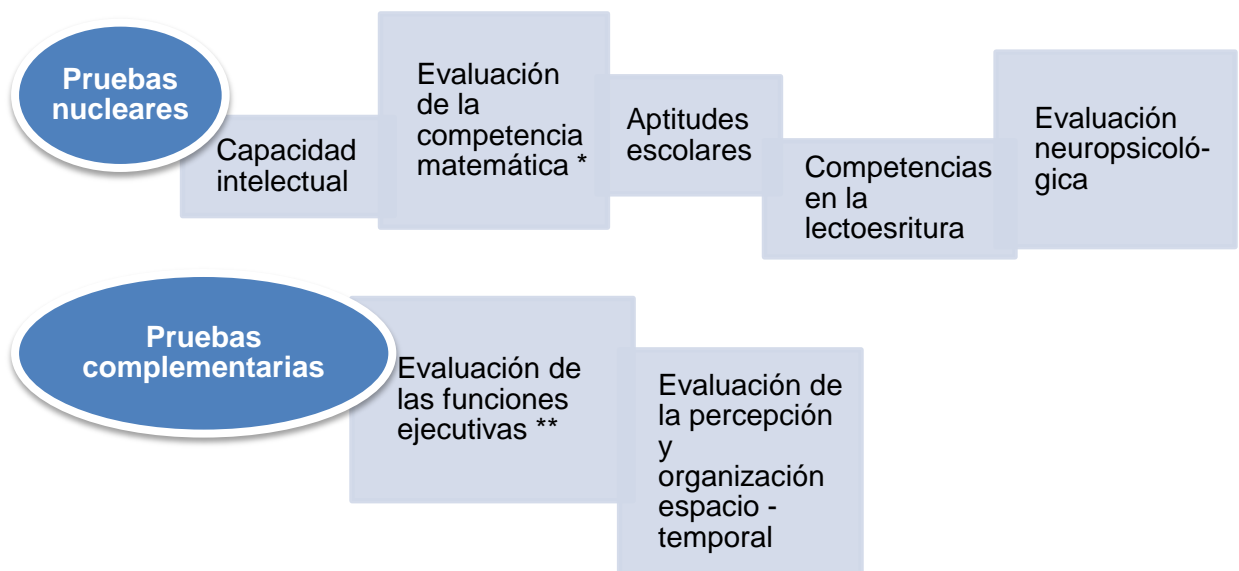 Pruebas
nucleares
Capacidad
intelectual
Evaluación
de la
competencia
matemática *
Aptitudes
escolares
Competencias
en la
lectoesritura
Evaluación
neuropsicoló-
gica
Pruebas
complementarias
Evaluación de
las funciones
ejecutivas **
Evaluación de
la percepción
y
organización
espacio -
temporal